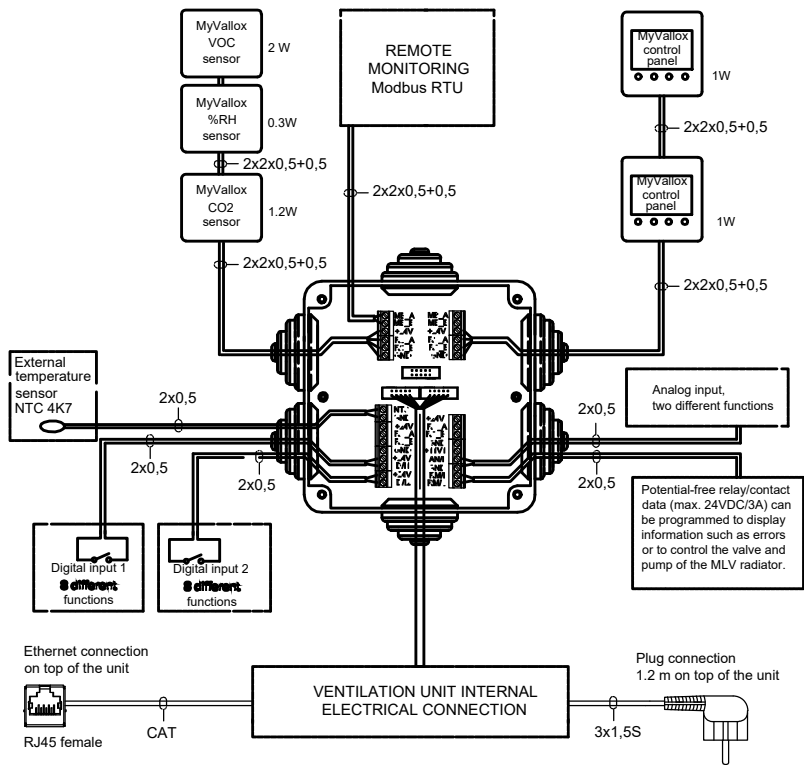 MyVallox
VOC
sensor
2 W
MyVallox
%RH
sensor
0.3W
2x2x0,5+0,5
MyVallox
CO2
sensor
1.2W
2x2x0,5+0,5
REMOTE
MONITORING
Modbus RTU
2x2x0,5+0,5
MyVallox
control
panel
1W
2x2x0,5+0,5
MyVallox
control
panel
1W
2x2x0,5+0,5
External
temperature
sensor
NTC 4K7
2x0,5
2x0,5
2x0,5
Digital input 1
8 different
functions
Digital input 2
8 different
functions
Analog input,
two different functions
2x0,5
2x0,5
Potential-free relay/contact
data (max. 24VDC/3A) can
be programmed to display
information such as errors
or to control the valve and
pump of the MLV radiator.
Ethernet connection
on top of the unit
RJ45 female
CAT
VENTILATION UNIT INTERNAL
ELECTRICAL CONNECTION
3x1,5S
Plug connection
1.2 m on top of the unit